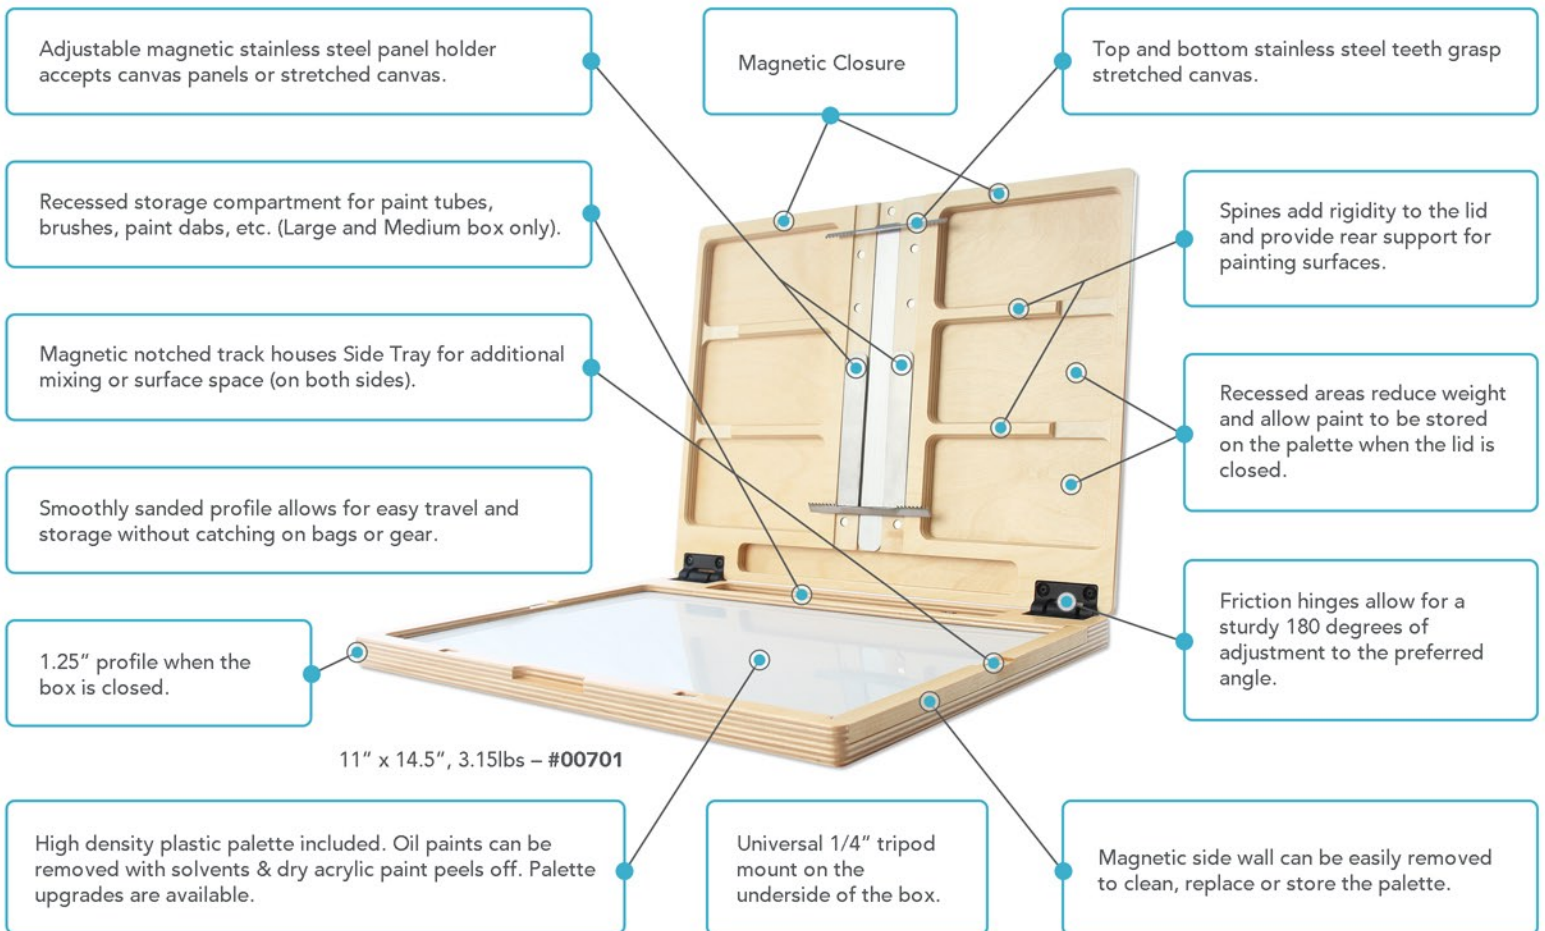 Adjustable magnetic stainless steel panel holder
accepts canvas panels or stretched canvas.
Magnetic Closure
Top and bottom stainless steel teeth grasp
stretched canvas.
Recessed storage compartment for paint tubes,
brushes, paint dabs, etc. (Large and Medium box only).
Spines add rigidity to the lid
and provide rear support for
painting surfaces.
Magnetic notched track houses Side Tray for additional
mixing or surface space (on both sides).
Recessed areas reduce weight
and allow paint to be stored
on the palette when the lid is
closed.
Smoothly sanded profile allows for easy travel and
storage without catching on bags or gear.
Friction hinges allow for a
sturdy 180 degrees of
adjustment to the preferred
angle.
1.25” profile when the
box is closed.
11” x 14.5”, 3.15lbs – #00701
High density plastic palette included. Oil paints can be
removed with solvents & dry acrylic paint peels off. Palette
upgrades are available.
Universal 1/4” tripod
mount on the
underside of the box.
Magnetic side wall can be easily removed
to clean, replace or store the palette.